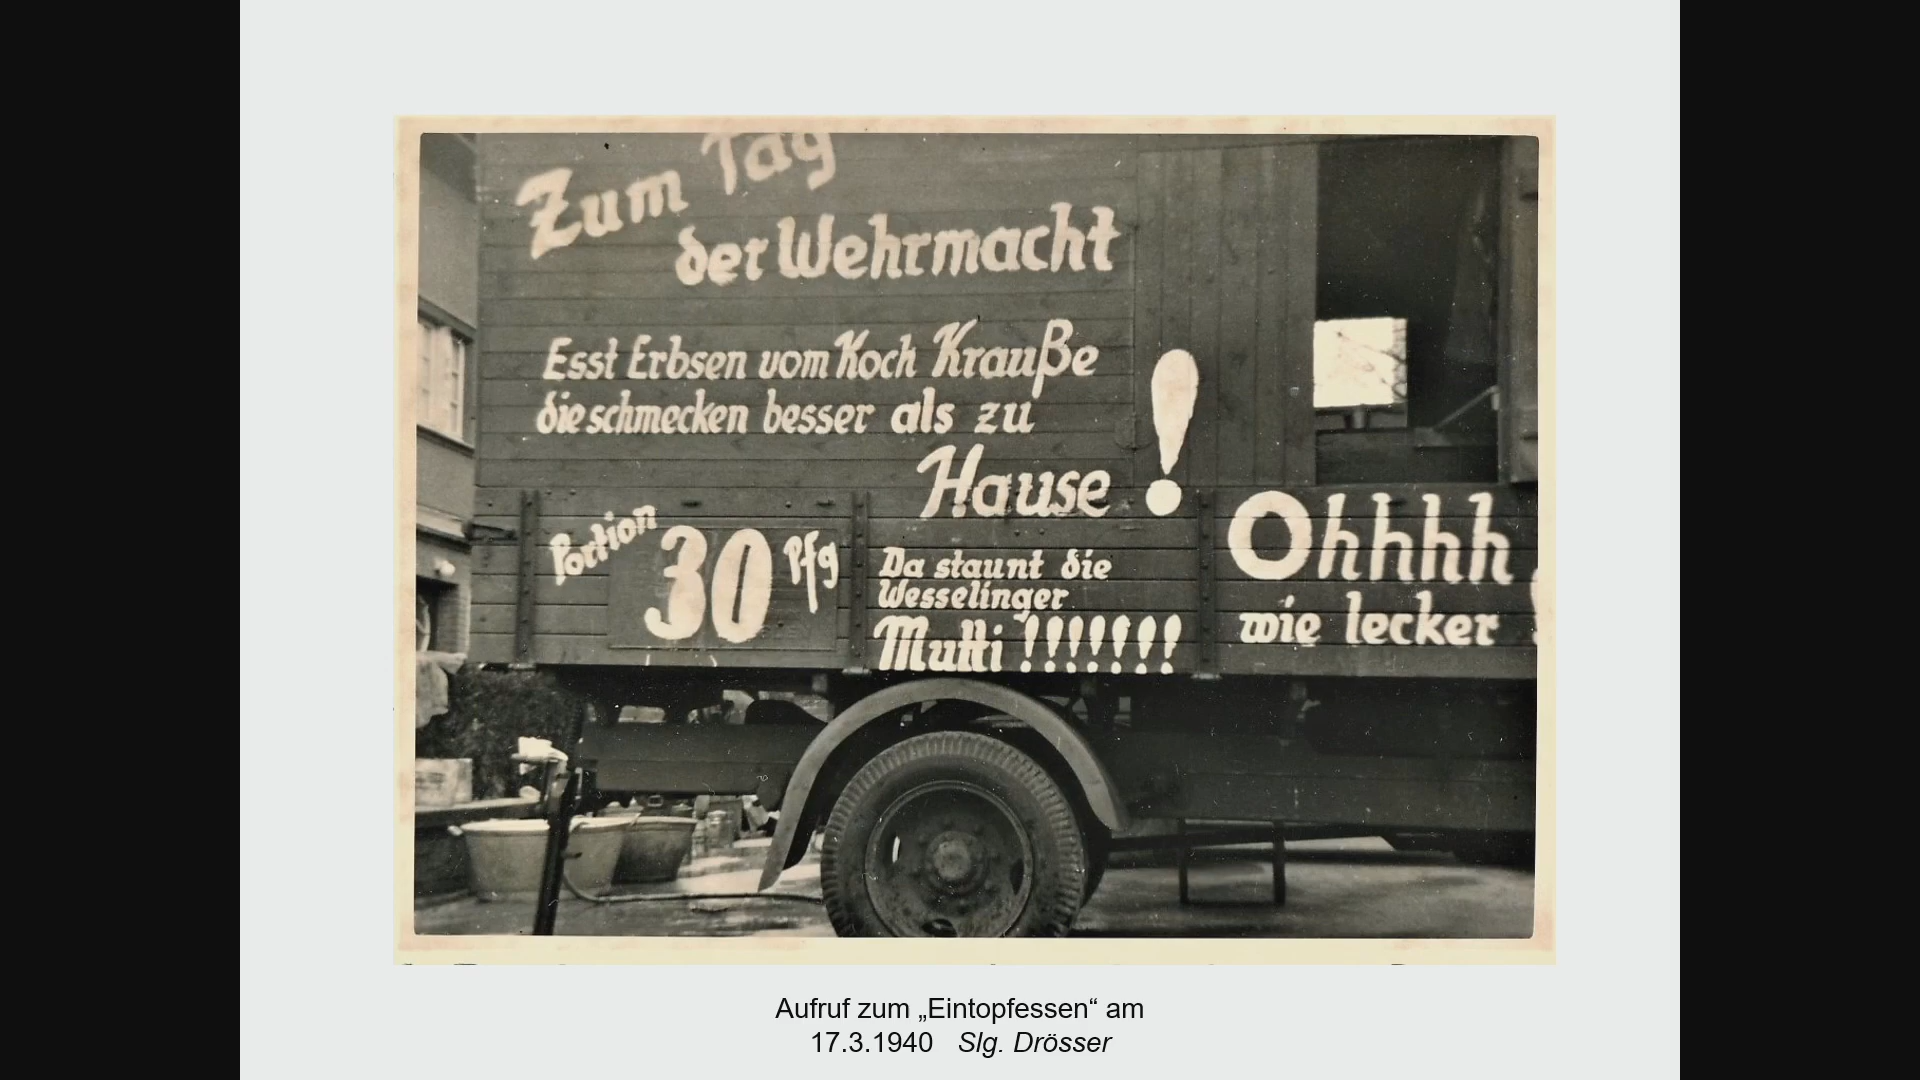 Zum Tag
der Wehrmacht
Esst Erbsen vom Koch Krauße
die schmecken besser als zu
Hause !
Portion
30 Pfg
Da staunt die
Wesselinger
Mutti !!!!!!!
Ohhhh !
wie lecker
Aufruf zum „Eintopfessen“ am
17.3.1940 Slg. Drösser